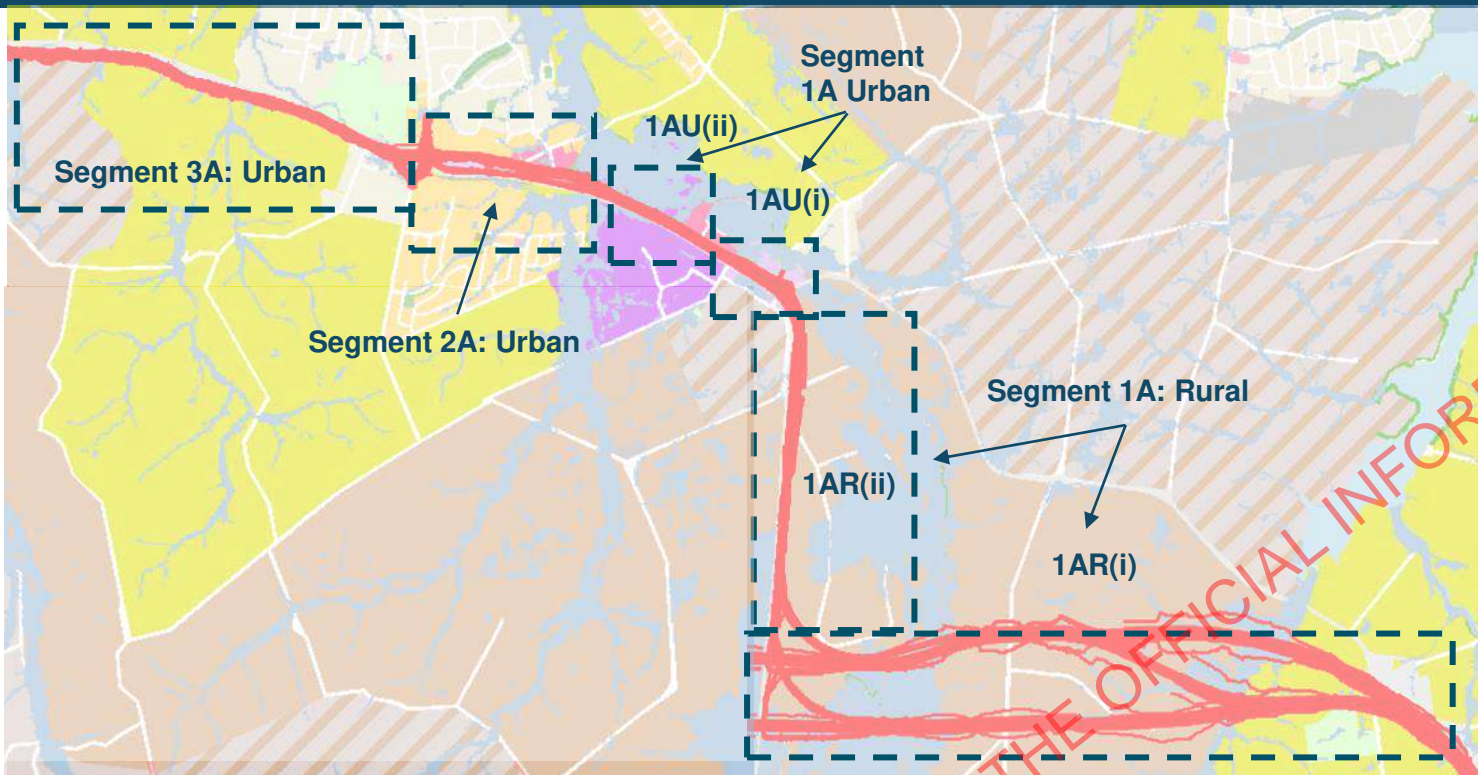 Segment
1A Urban
1AU(ii)
Segment 3A: Urban
1AU(i)
Segment 2A: Urban
Segment 1A: Rural
1AR(ii)
1AR(i)
THE OFFICIAL INFOR